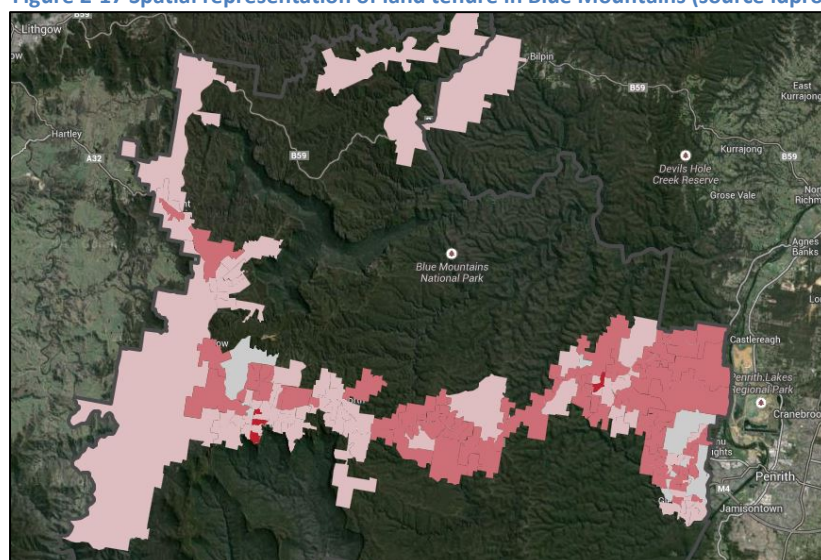 Figure 2-17 Spatial representation of land tenure in Blue Mountains (source
Lithgow
B59
Bilpin
B59
East
Kurrajong
Hartley
A32
B59
Kurrajong
B59
Devils Hole
Creek Reserve
Grose Vale
Agnes
Banks
Blue Mountains
National Park
Castlereagh
Penrith Lakes
Regional Park
Cranebrook
Penrith
M4
Jamisontown